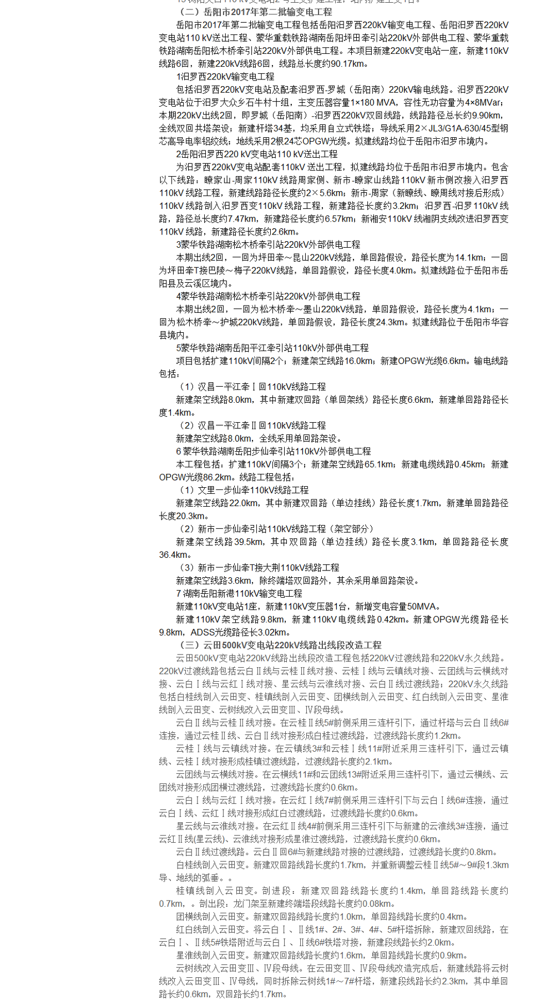 （二）岳阳市2017年第二批输变电工程
岳阳市2017年第二批输变电工程包括岳阳汨罗西220kV输变电工程、岳阳汨罗西220kV
变电站110 kV送出工程、蒙华重载铁路湖南岳阳坪田牵引站220kV外部供电工程、蒙华重载
铁路湖南岳阳松木桥牵引站220kV外部供电工程。本项目新建220kV变电站一座，新建110kV
线路6回，新建220kV线路6回，线路总长度约90.17km。
1汨罗西220kV输变电工程
包括汨罗西220kV变电站及配套汨罗西-罗城（岳阳南）220kV输电线路。汨罗西220kV
变电站位于汨罗大众乡石牛村十组，主变压器容量1×180 MVA，容性无功容量为4×8MVar；
本期220kV出线2回，即罗城（岳阳南）-汨罗西220kV双回线路，线路路径总长约9.90km，
全线双回共塔架设；新建杆塔34基，均采用自立式铁塔；导线采用2×JL3/G1A-630/45型钢
芯高导电率铝绞线；地线采用2根24芯OPGW光缆。拟建线路均位于岳阳市汨罗市境内。
2岳阳汨罗西220 kV变电站110 kV送出工程
为汨罗西220kV变电站配套110kV 送出工程，拟建线路均位于岳阳市汨罗市境内。包含
以下线路：瞭家山-周家110kV 线路周家侧、新市-瞭家山线路110kV 新市侧改接入汨罗西
110kV 线路工程，新建线路路径长度约2×5.6km；新市-周家（新瞭线、瞭周线对接后形成）
110kV 线路剖入汨罗西变110kV 线路工程，新建路径长度约3.2km；汨罗西-汨罗110kV 线
路，路径总长度约7.47km，新建路径长度约6.57km；新湘安110kV 线湘阴支线改进汨罗西变
110kV 线路，新建路径长度约2.6km。
3蒙华铁路湖南松木桥牵引站220kV外部供电工程
本期出线2回，一回为坪田牵～昆山220kV线路，单回路假设，路径长度为14.1km；一回
为坪田牵T接巴陵～梅子220kV线路，单回路假设，路径长度4.0km。拟建线路位于岳阳市岳
阳县及云溪区境内。
4蒙华铁路湖南松木桥牵引站220kV外部供电工程
本期出线2回，一回为松木桥牵～墨山220kV线路，单回路假设，路径长度为4.1km；一
回为松木桥牵～护城220kV线路，单回路假设，路径长度24.3km。拟建线路位于岳阳市华容
县境内。
5蒙华铁路湖南岳阳平江牵引站110kV外部供电工程
项目包括扩建110kV间隔2个；新建架空线路16.0km；新建OPGW光缆6.6km。输电线路
包括：
（1）汉昌一平江牵Ⅰ回110kV线路工程
新建架空线路8.0km，其中新建双回路（单回架线）路径长度6.6km，新建单回路路径长
度1.4km。
（2）汉昌一平江牵Ⅱ回110kV线路工程
新建架空线路8.0km，全线采用单回路架设。
6 蒙华铁路湖南岳阳步仙牵引站110kV外部供电工程
本工程包括：扩建110kV间隔3个；新建架空线路65.1km；新建电缆线路0.45km；新建
OPGW光缆86.2km。线路工程包括：
（1）文里一步仙牵110kV线路工程
新建架空线路22.0km，其中新建双回路（单边挂线）路径长度1.7km，新建单回路路径
长度20.3km。
（2）新市一步仙牵引站110kV线路工程（架空部分）
新建架空线路39.5km，其中双回路（单边挂线）路径长度3.1km，单回路路径长度
36.4km。
（3）新市一步仙牵T接大荆110kV线路工程
新建架空线路3.6km，除终端塔双回路外，其余采用单回路架设。
7 湖南岳阳新港110kV输变电工程
新建110kV变电站1座，新建110kV变压器1台，新增变电容量50MVA。
新建110kV架空线路9.8km，新建110kV电缆线路0.42km。新建OPGW光缆路径长
9.8km，ADSS光缆路径长3.02km。
（三）云田500kV变电站220kV线路出线段改造工程
云田500kV变电站220kV线路出线段改造工程包括220kV过渡线路和220kV永久线路。
220kV过渡线路包括云白Ⅱ线与云桂Ⅱ线对接、云桂Ⅰ线与云镇线对接、云团线与云横线对
接、云白Ⅰ线与云红Ⅰ线对接、星云线与云淮线对接、云白Ⅱ线过渡线路；220kV永久线路
包括白桂线剖入云田变、桂镇线剖入云田变、团横线剖入云田变、红白线剖入云田变、星淮
线剖入云田变、云树线改入云田变Ⅲ、Ⅳ段母线。
云白Ⅱ线与云桂Ⅱ线对接。在云桂Ⅱ线5#前侧采用三连杆引下，通过杆塔与云白Ⅱ线6#
连接，通过云桂Ⅱ线、云白Ⅱ线对接形成白桂过渡线路，过渡线路长度约1.2km。
云桂Ⅰ线与云镇线对接。在云镇线3#和云桂Ⅰ线11#附近采用三连杆引下，通过云镇
线、云桂Ⅰ线对接形成桂镇过渡线路，过渡线路长度约2.1km。
云团线与云横线对接。在云横线11#和云团线13#附近采用三连杆引下，通过云横线、云
团线对接形成团横过渡线路，过渡线路长度约0.6km。
云白Ⅰ线与云红Ⅰ线对接。在云红Ⅰ线7#前侧采用三连杆引下与云白Ⅰ线6#连接，通过
云白Ⅰ线、云红Ⅰ线对接形成红白过渡线路，过渡线路长度约0.6km。
星云线与云淮线对接。在云红Ⅱ线4#前侧采用三连杆引下与新建的云淮线3#连接，通过
云红Ⅱ线(星云线)、云淮线对接形成星淮过渡线路，过渡线路长度约0.6km。
云白Ⅱ线过渡线路。云白Ⅱ回6#与新建线路对接的过渡线路，过渡线路长度约0.8km。
白桂线剖入云田变。新建双回路线路长度约1.7km，并重新调整云桂Ⅱ线5#～9#段1.3km
导、地线的弧垂。。
桂镇线剖入云田变。剖进段：新建双回路线路长度约1.4km，单回路线路长度约
0.7km，。剖出段：龙门架至新建终端塔段线路长度约0.08km。
团横线剖入云田变。新建双回路线路长度约1.0km，单回路线路长度约0.4km。
红白线剖入云田变。将云白Ⅰ、Ⅱ线1#、2#、3#、4#、5#杆塔拆除，新建双回线路，在
云白Ⅰ、Ⅱ线5#铁塔附近与云白Ⅰ、Ⅱ线6#铁塔对接，新建段线路长约2.0km。
星淮线剖入云田变。新建双回路线路长度约1.6km，单回路线路长度约0.9km。
云树线改入云田变Ⅲ、Ⅳ段母线。在云田变Ⅲ、Ⅳ段母线改造完成后，新建线路将云树
线改入云田变Ⅲ、Ⅳ母线，同时拆除云树线1#～7#杆塔，新建段线路长约2.3km，其中单回
路长约0.6km，双回路长约1.7km。